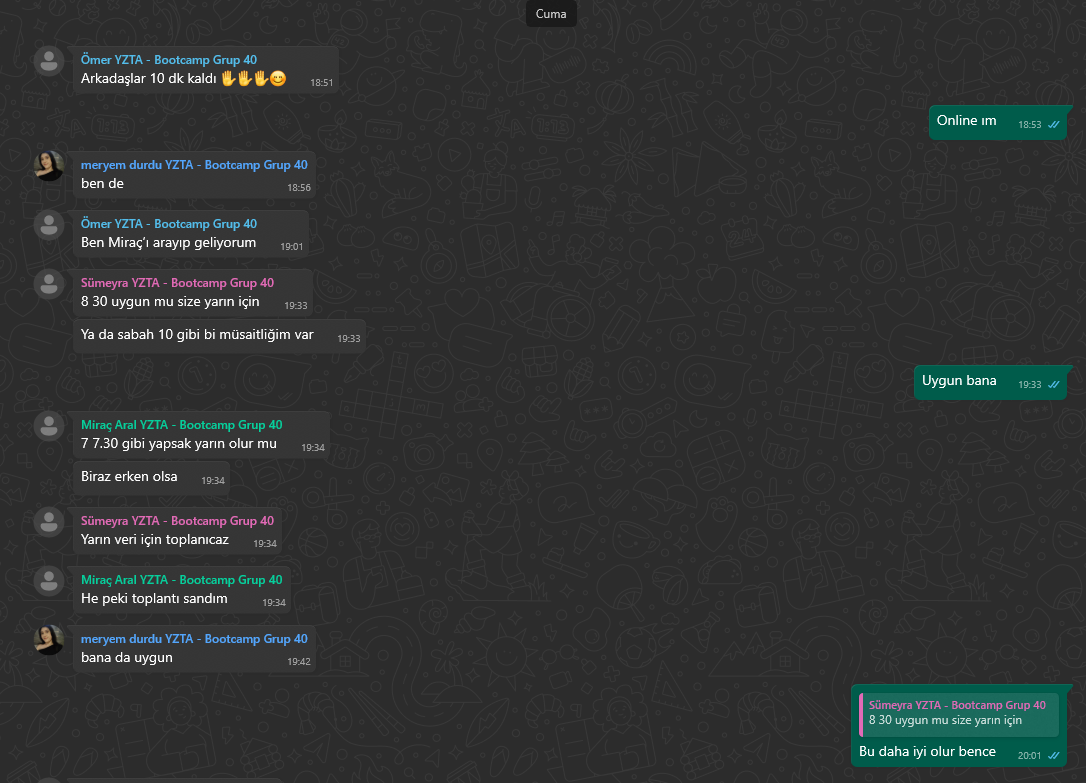 Cuma
Ömer YZTA - Bootcamp Grup 40
Arkadaşlar 10 dk kaldı 🖐🖐🖐😊
18:51
Online ım
18:53
meryem durdu YZTA - Bootcamp Grup 40
ben de
18:56
Ömer YZTA - Bootcamp Grup 40
Ben Miraç’ı arayıp geliyorum
19:01
Sümeyra YZTA - Bootcamp Grup 40
8 30 uygun mu size yarın için
19:33
Ya da sabah 10 gibi bi müsaitliğim var
19:33
Uygun bana
19:33
Miraç Aral YZTA - Bootcamp Grup 40
7 7.30 gibi yapsak yarın olur mu
19:34
Biraz erken olsa
19:34
Sümeyra YZTA - Bootcamp Grup 40
Yarın veri için toplanıcaz
19:34
Miraç Aral YZTA - Bootcamp Grup 40
He peki toplantı sandım
19:34
meryem durdu YZTA - Bootcamp Grup 40
bana da uygun
19:42
Sümeyra YZTA - Bootcamp Grup 40
8 30 uygun mu size yarın için
Bu daha iyi olur bence
20:01